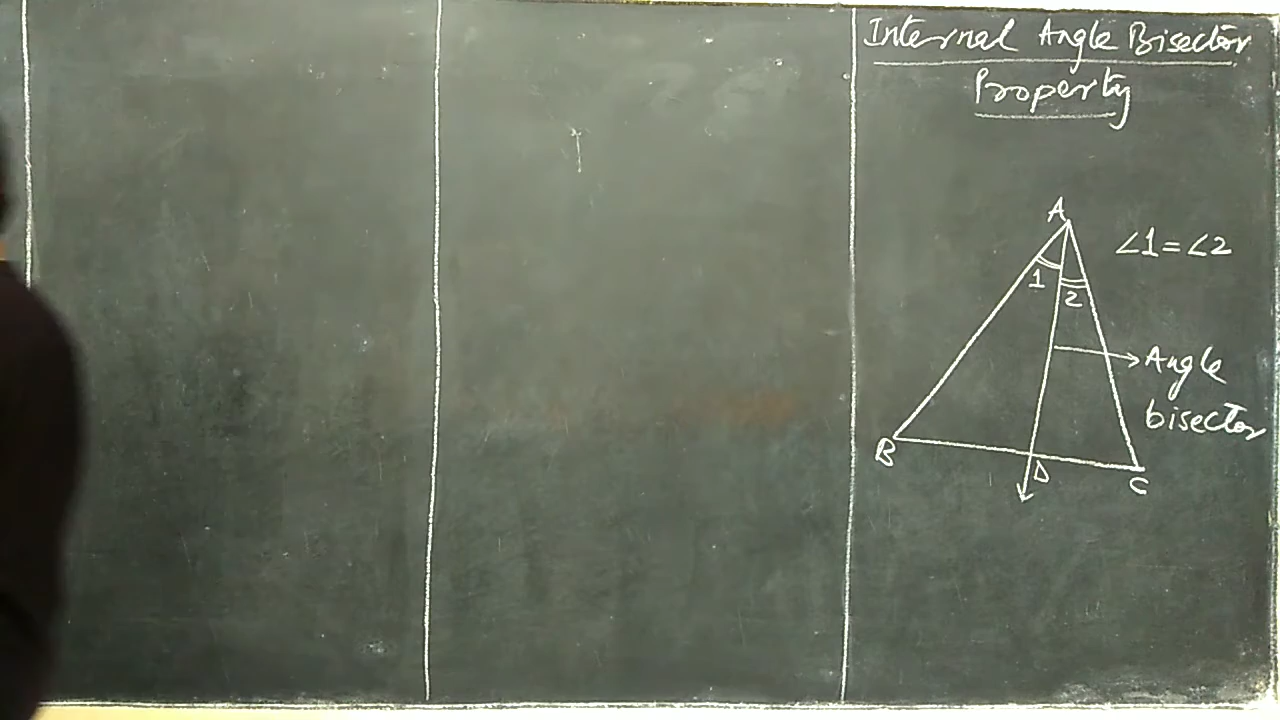 Internal Angle Bisector
Property
A
∠1=∠2
1
2
Angle
bisector
B
D
C